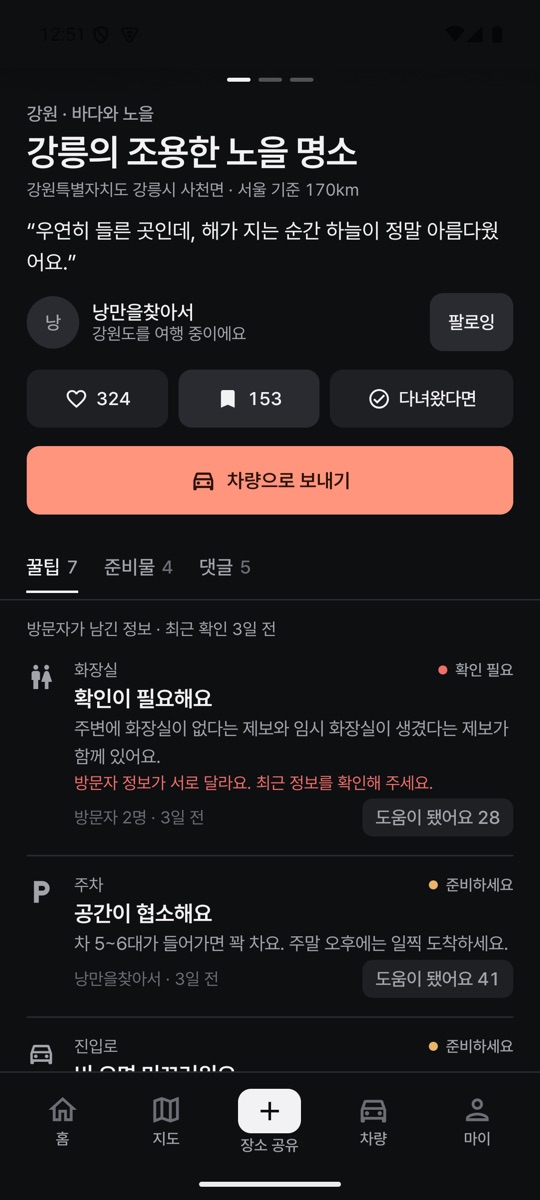 12:51
강원 · 바다와 노을
강릉의 조용한 노을 명소
강원특별자치도 강릉시 사천면 · 서울 기준 170km
“우연히 들른 곳인데, 해가 지는 순간 하늘이 정말 아름다웠
어요.”
낭
낭만을찾아서
강원도를 여행 중이에요
팔로잉
324
153
다녀왔다면
차량으로 보내기
꿀팁 7
준비물 4
댓글 5
방문자가 남긴 정보 · 최근 확인 3일 전
화장실
확인 필요
확인이 필요해요
주변에 화장실이 없다는 제보와 임시 화장실이 생겼다는 제보가
함께 있어요.
방문자 정보가 서로 달라요. 최근 정보를 확인해 주세요.
방문자 2명 · 3일 전
도움이 됐어요 28
P
주차
준비하세요
공간이 협소해요
차 5~6대가 들어가면 꽉 차요. 주말 오후에는 일찍 도착하세요.
낭만을찾아서 · 3일 전
도움이 됐어요 41
진입로
준비하세요
홈
지도
장소 공유
차량
마이